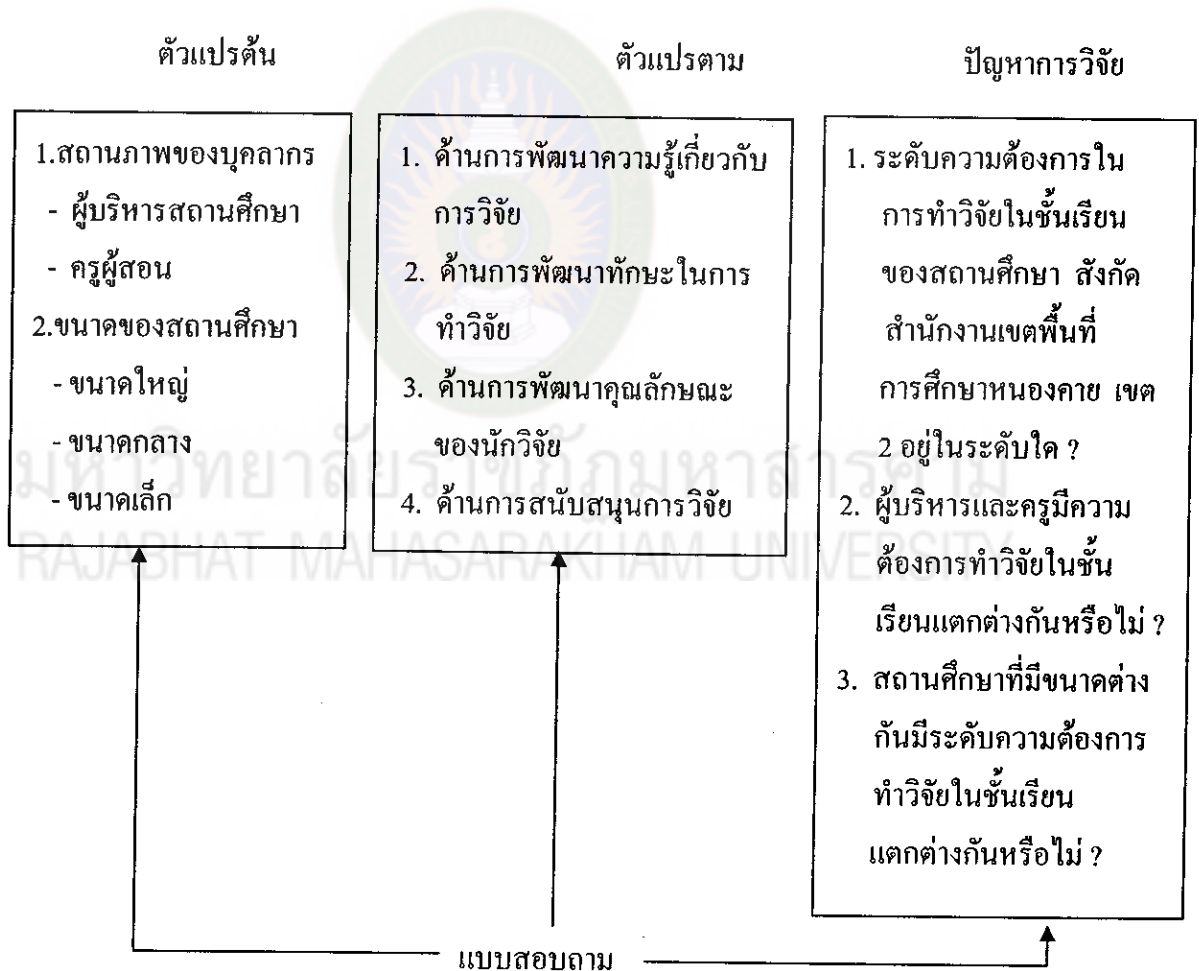 ตัวแปรต้น
1.สถานภาพของบุคลากร
- ผู้บริหารสถานศึกษา
- ครูผู้สอน
2.ขนาดของสถานศึกษา
- ขนาดใหญ่
- ขนาดกลาง
- ขนาดเล็ก
ตัวแปรตาม
1. ด้านการพัฒนาความรู้เกี่ยวกับ
การวิจัย
2. ด้านการพัฒนาทักษะในการ
ทำวิจัย
3. ด้านการพัฒนาคุณลักษณะ
ของนักวิจัย
4. ด้านการสนับสนุนการวิจัย
ปัญหาการวิจัย
1. ระดับความต้องการใน
การทำวิจัยในชั้นเรียน
ของสถานศึกษา สังกัด
สำนักงานเขตพื้นที่
การศึกษาหนองคาย เขต
2 อยู่ในระดับใด ?
2. ผู้บริหารและครูมีความ
ต้องการทำวิจัยในชั้น
เรียนแตกต่างกันหรือไม่ ?
3. สถานศึกษาที่มีขนาดต่าง
กันมีระดับความต้องการ
ทำวิจัยในชั้นเรียน
แตกต่างกันหรือไม่ ?
แบบสอบถาม
มหาวิทยาลัยราชภัฏมหาสารคาม
RAJABHAT MAHASARAKHAM UNIVERSITY